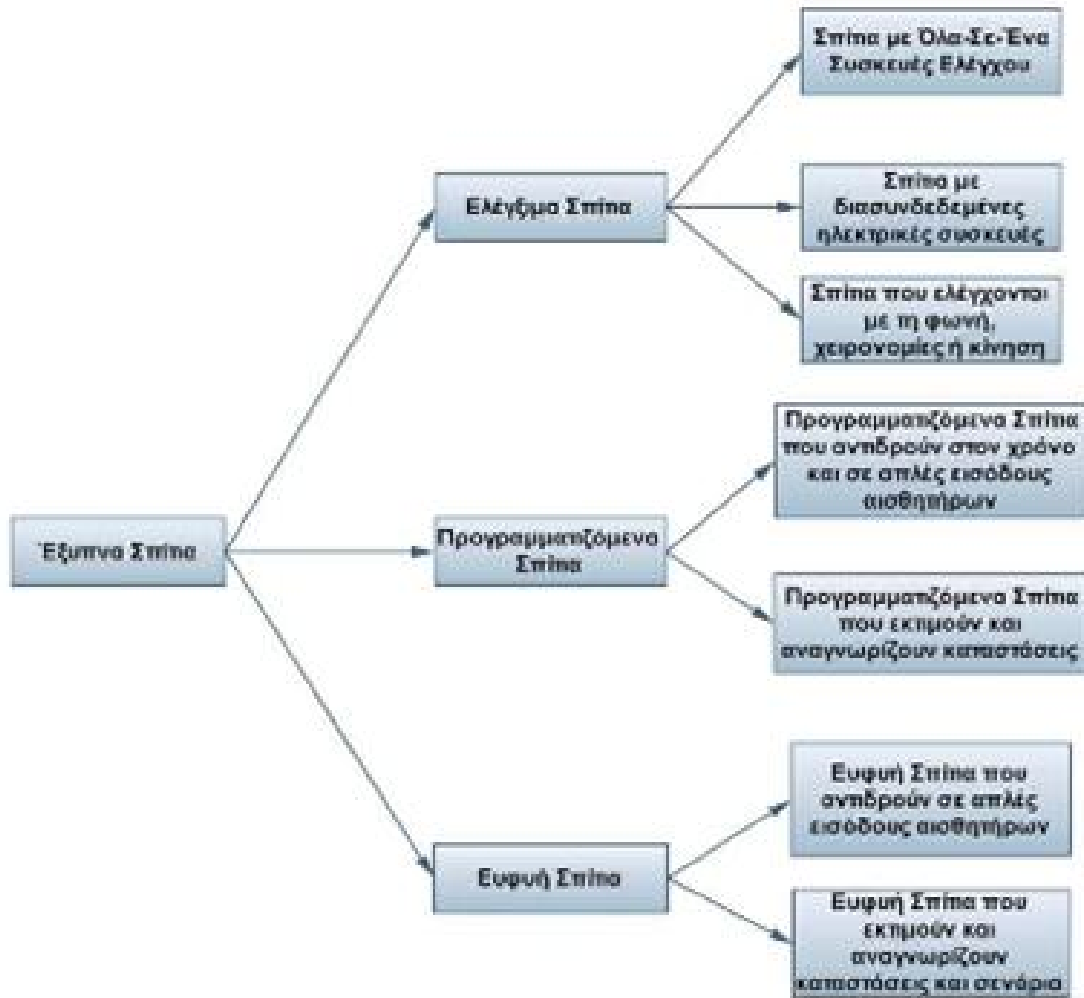 Σπίτια με Όλα-Σε-Ένα
Συσκευές Ελέγχου
Ελέγξιμα Σπίτια
Σπίτια με
διασυνδεδεμένες
ηλεκτρικές συσκευές
Σπίτια που ελέγχονται
με τη φωνή,
χειρονομίες ή κίνηση
Έξυπνα Σπίτια
Προγραμματιζόμενα
Σπίτια
Προγραμματιζόμενα Σπίτια
που αντιδρούν στον χρόνο
και σε απλές εισόδους
αισθητήρων
Προγραμματιζόμενα Σπίτια
που εκτιμούν και
αναγνωρίζουν καταστάσεις
Ευφυή Σπίτια
Ευφυή Σπίτια που
αντιδρούν σε απλές
εισόδους αισθητήρων
Ευφυή Σπίτια που
εκτιμούν και
αναγνωρίζουν
καταστάσεις και σενάρια